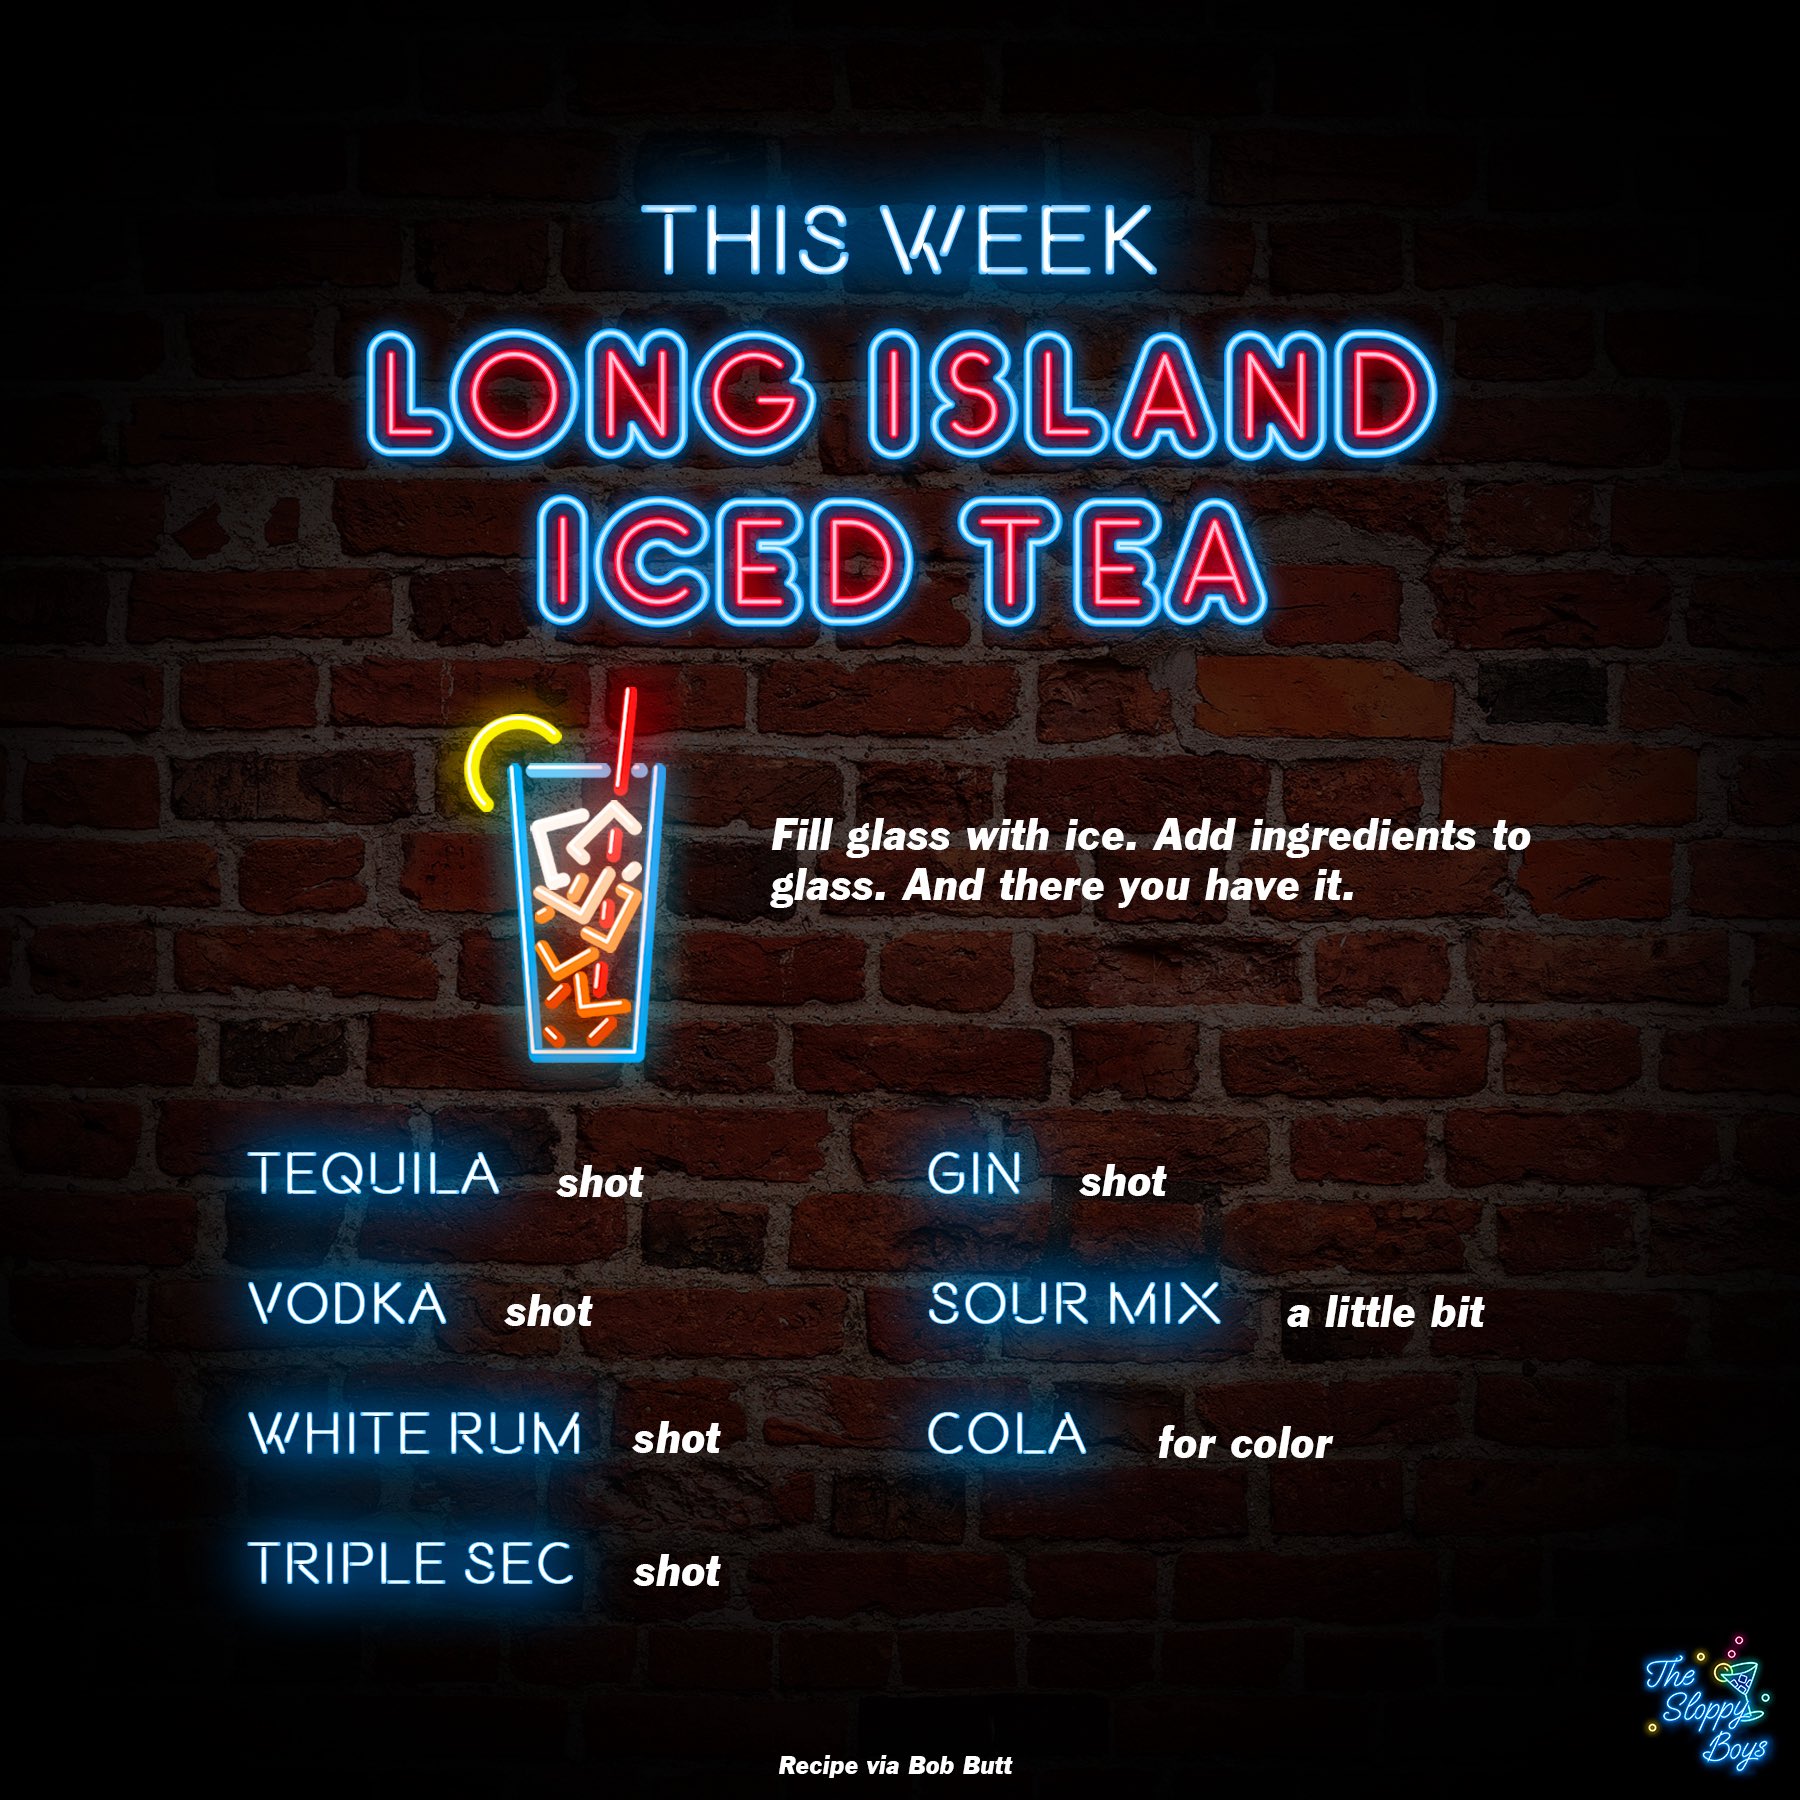 THIS WEEK
LONG ISLAND
ICED TEA
Fill glass with ice. Add ingredients to
glass. And there you have it.
TEQUILA shot
GIN shot
VODKA shot
SOUR MIX a little bit
WHITE RUM shot
COLA for color
TRIPLE SEC shot
The
Sloppy
Boys
Recipe via Bob Butt